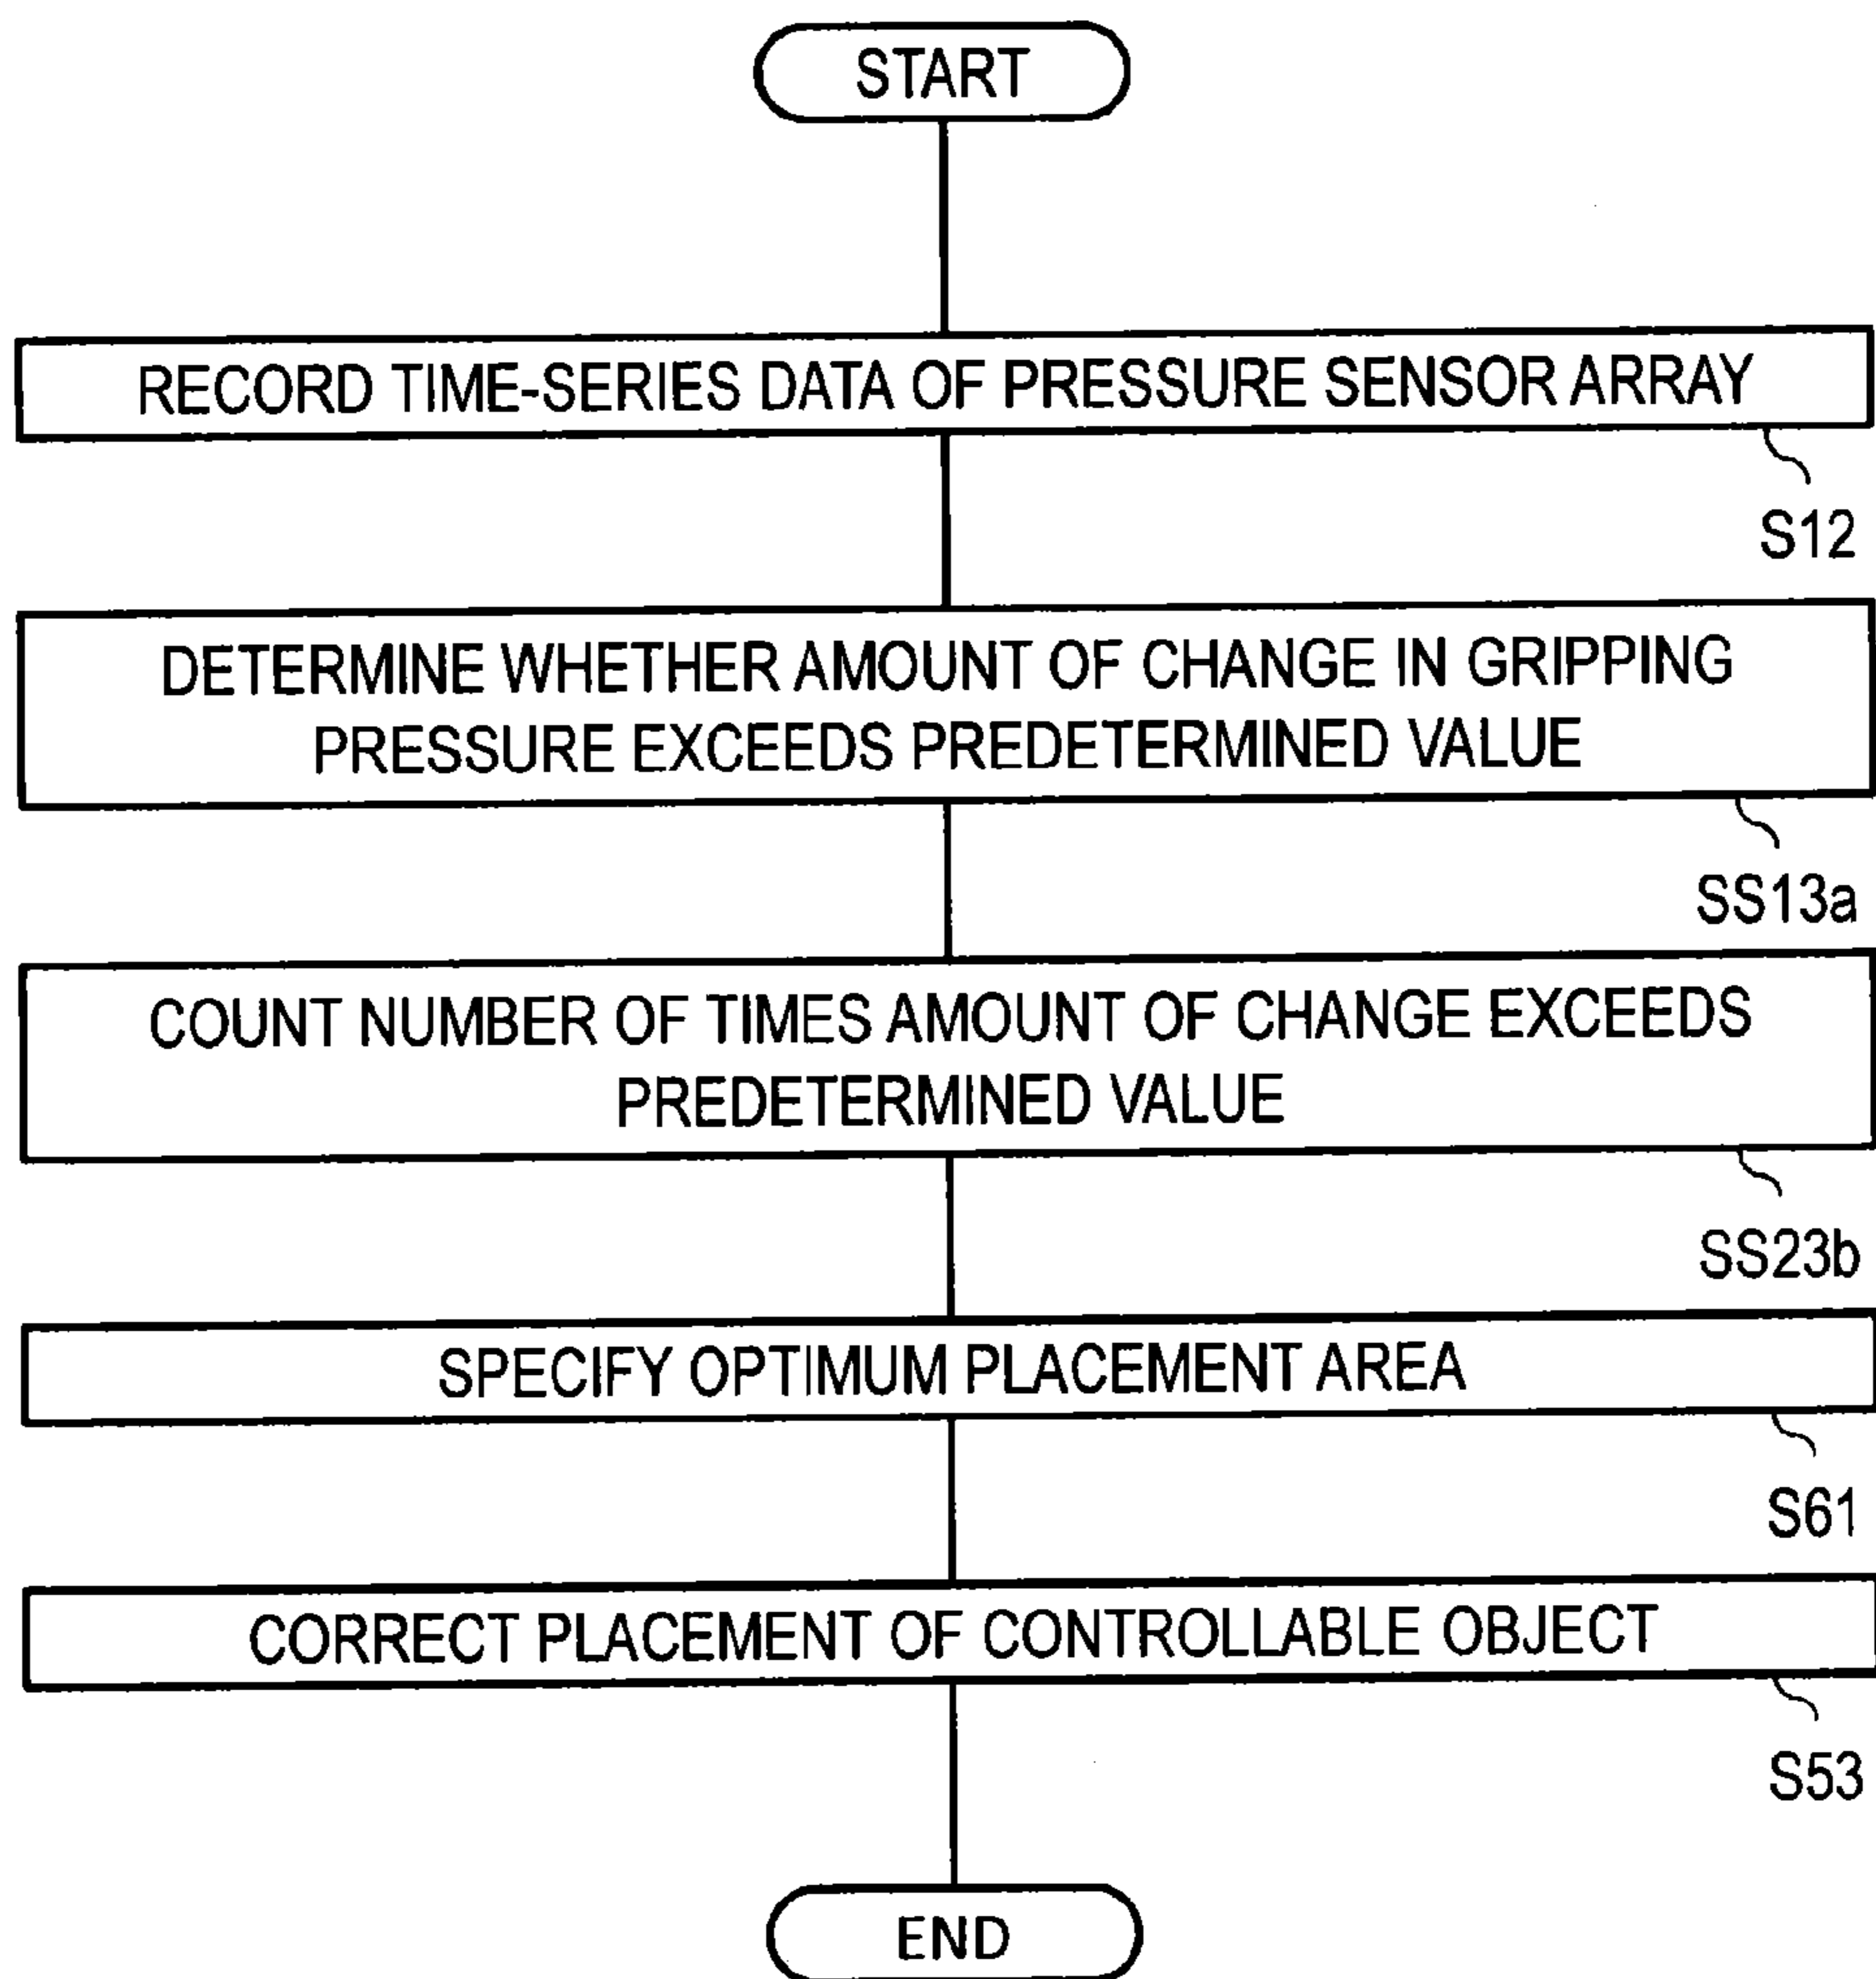 START
RECORD TIME-SERIES DATA OF PRESSURE SENSOR ARRAY
S12
DETERMINE WHETHER AMOUNT OF CHANGE IN GRIPPING
PRESSURE EXCEEDS PREDETERMINED VALUE
SS13a
COUNT NUMBER OF TIMES AMOUNT OF CHANGE EXCEEDS
PREDETERMINED VALUE
SS23b
SPECIFY OPTIMUM PLACEMENT AREA
S61
CORRECT PLACEMENT OF CONTROLLABLE OBJECT
S53
END